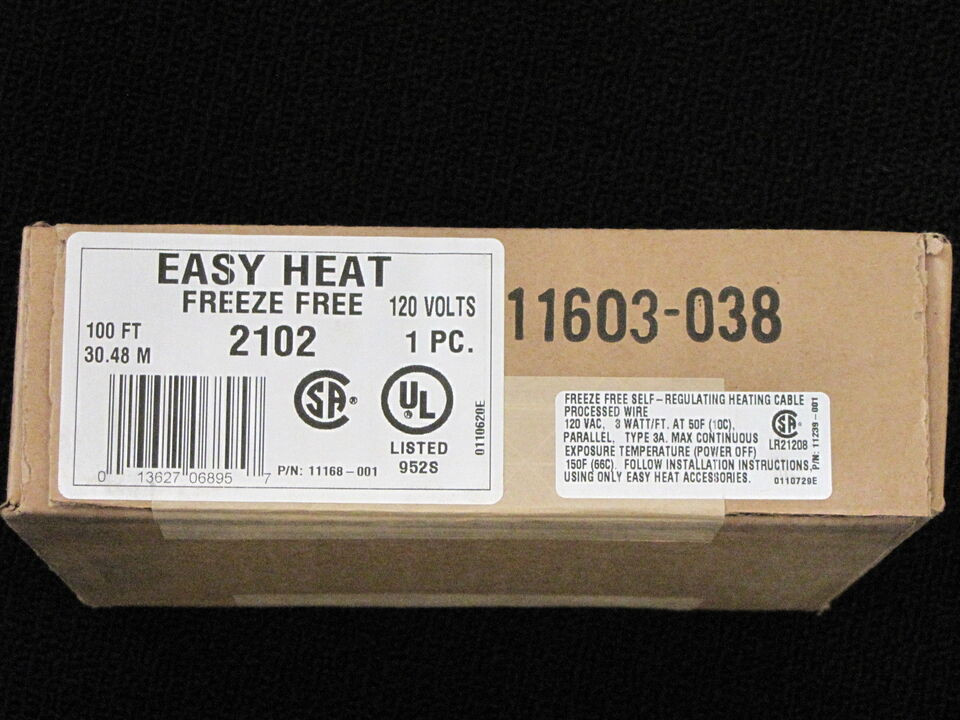 EASY HEAT
FREEZE FREE
120 VOLTS
100 FT
30.48 M
2102
1 PC.
SA ®
UL ®
LISTED
952S
0110620E
0 13627 06895 7
P/N: 11168-001
11603-038
FREEZE FREE SELF-REGULATING HEATING CABLE
PROCESSED WIRE
120 VAC, 3 WATT/FT. AT 50F (10C),
PARALLEL, TYPE 3A. MAX CONTINUOUS
EXPOSURE TEMPERATURE (POWER OFF)
150F (66C). FOLLOW INSTALLATION INSTRUCTIONS,
USING ONLY EASY HEAT ACCESSORIES.
SA ®
LR21208
P/N: 11239-001
0110729E